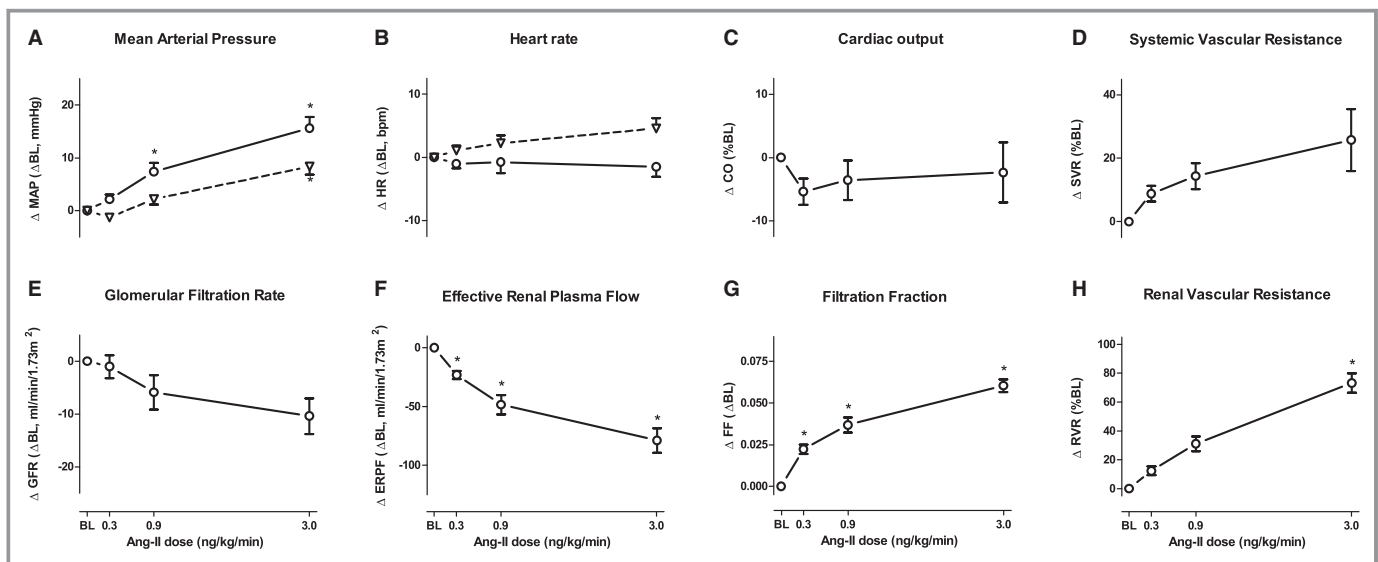 A Mean Arterial Pressure
Δ MAP (ΔBL, mmHg)
20
10
0
*
*
*
B Heart rate
Δ HR (ΔBL, bpm)
10
0
-10
C Cardiac output
Δ CO (%BL)
10
0
-10
D Systemic Vascular Resistance
Δ SVR (%BL)
40
20
0
E Glomerular Filtration Rate
Δ GFR (ΔBL, ml/min/1.73m²)
0
-10
-20
BL 0.3 0.9 3.0
Ang-II dose (ng/kg/min)
F Effective Renal Plasma Flow
Δ ERPF (ΔBL, ml/min/1.73m²)
0
-50
-100
*
*
*
BL 0.3 0.9 3.0
Ang-II dose (ng/kg/min)
G Filtration Fraction
Δ FF (ΔBL)
0.075
0.050
0.025
0.000
*
*
*
BL 0.3 0.9 3.0
Ang-II dose (ng/kg/min)
H Renal Vascular Resistance
Δ RVR (%BL)
100
80
60
40
20
0
*
BL 0.3 0.9 3.0
Ang-II dose (ng/kg/min)